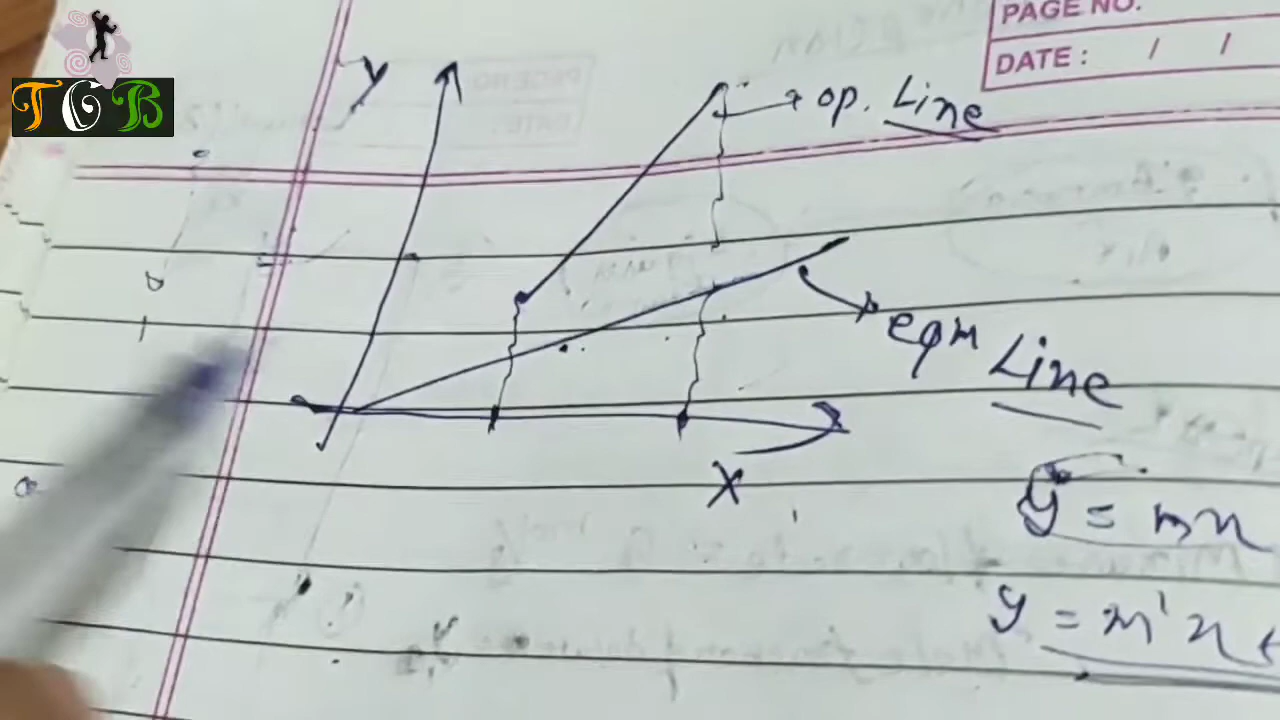 PAGE NO.
DATE : / /
TGB
Y
op. Line
eqm Line
X
y = mx
y = m'x +